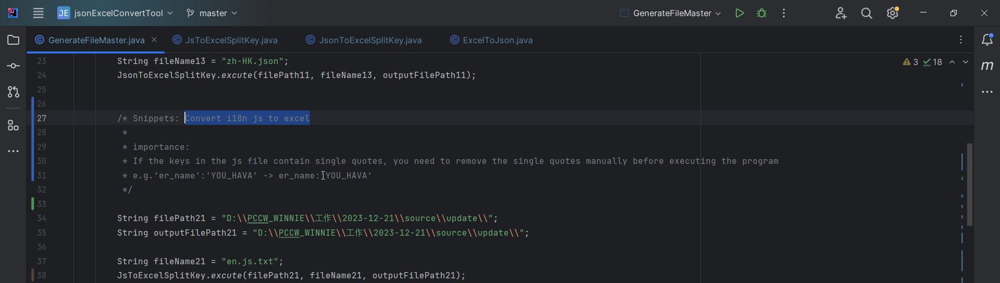 JE jsonExcelConvertTool master GenerateFileMaster
GenerateFileMaster.java JsToExcelSplitKey.java JsonToExcelSplitKey.java ExcelToJson.java
23 String fileName13 = "zh-HK.json"; 3 18
24 JsonToExcelSplitKey.excute(filePath11, fileName13, outputFilePath11); m
25
26
27 /* Snippets: Convert i18n js to excel
28 *
29 * importance:
30 * If the keys in the js file contain single quotes, you need to remove the single quotes manually before executing the program
31 * e.g.'er_name':'YOU_HAVA' -> er_name:'YOU_HAVA'
32 */
33
34 String filePath21 = "D:\\PCCW_WINNIE\\工作\\2023-12-21\\source\\update\\";
35 String outputFilePath21 = "D:\\PCCW_WINNIE\\工作\\2023-12-21\\source\\update\\";
36
37 String fileName21 = "en.js.txt";
38 JsToExcelSplitKey.excute(filePath21, fileName21, outputFilePath21);